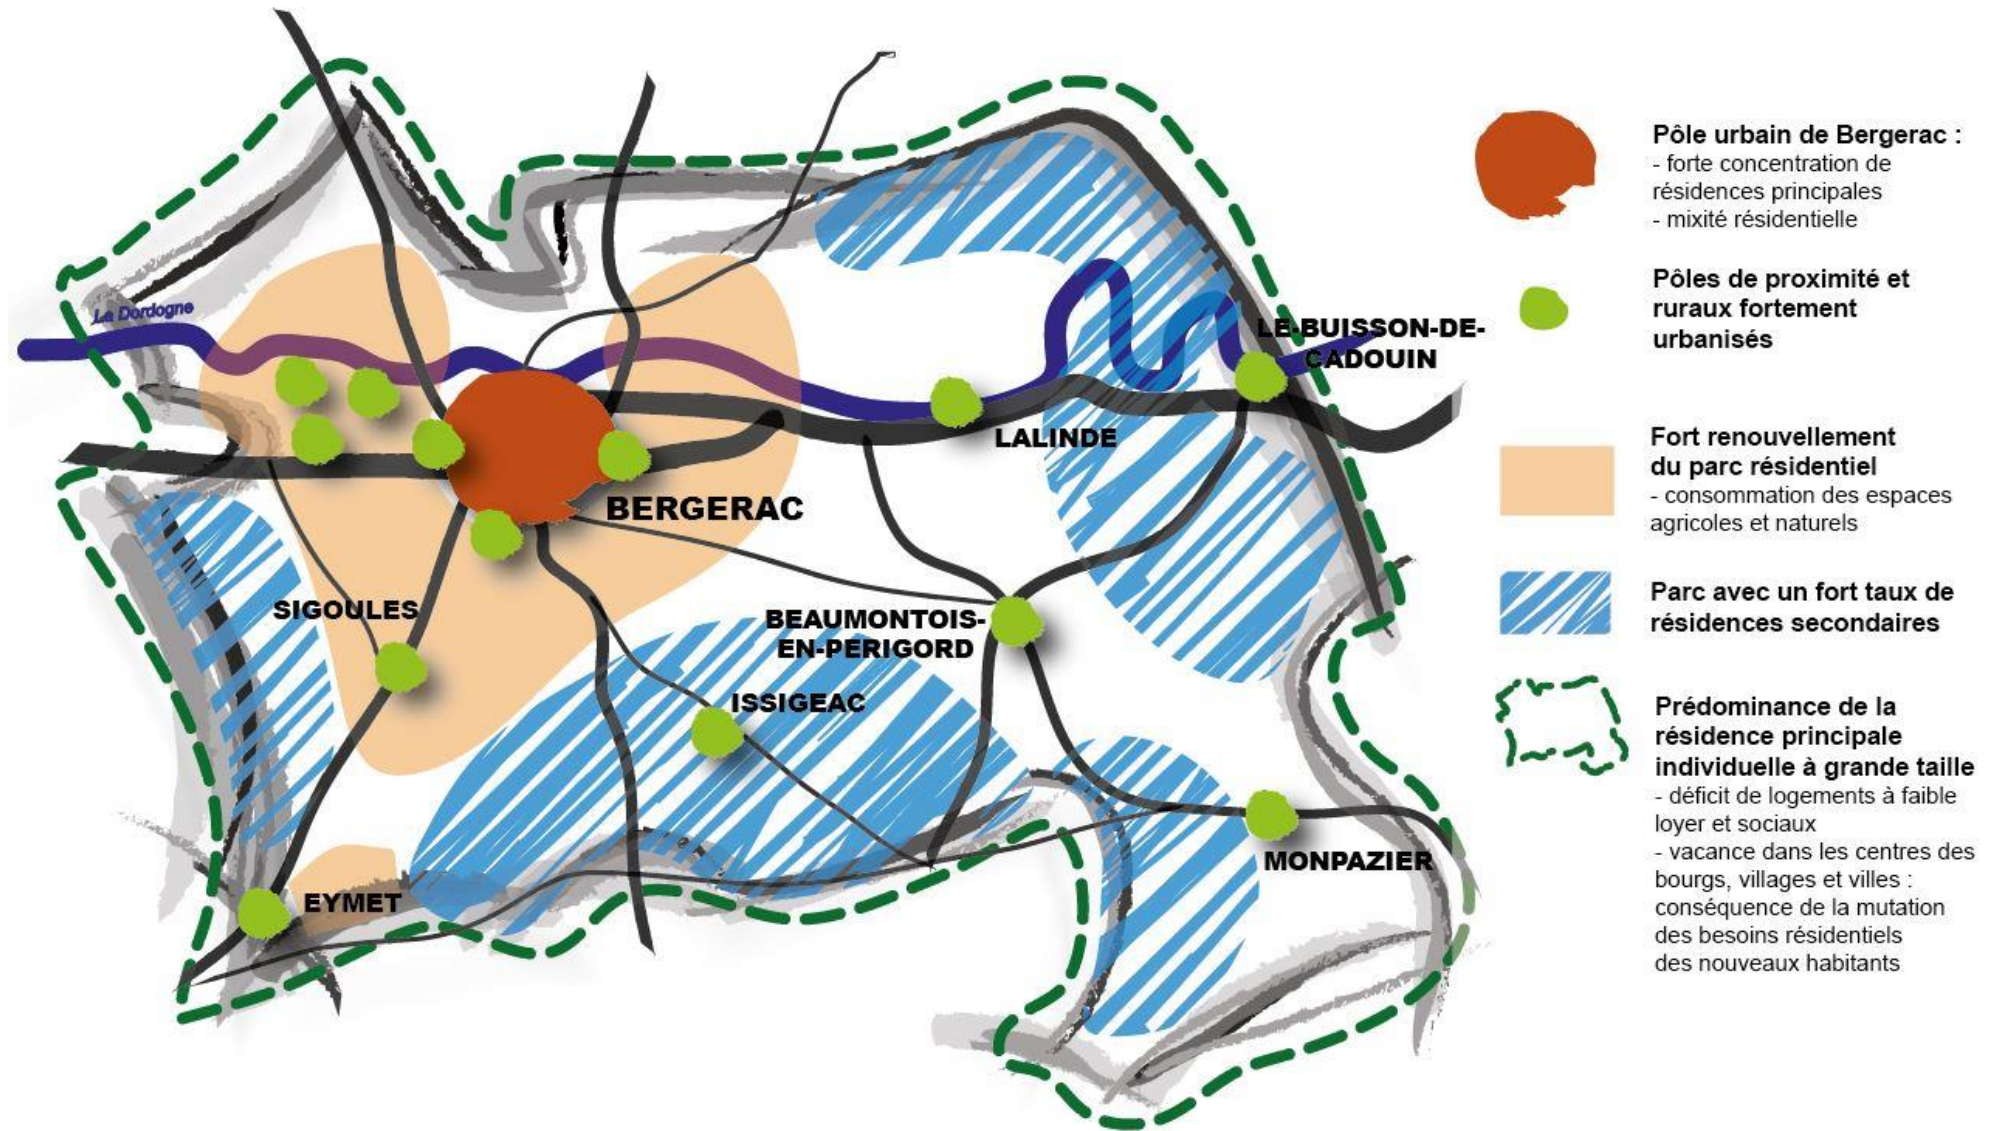 La Dordogne
LE-BUISSON-DE-
CADOUIN
LALINDE
BERGERAC
SIGOULES
BEAUMONTOIS-
EN-PERIGORD
ISSIGEAC
MONPAZIER
EYMET
Pôle urbain de Bergerac :
- forte concentration de
résidences principales
- mixité résidentielle
Pôles de proximité et
ruraux fortement
urbanisés
Fort renouvellement
du parc résidentiel
- consommation des espaces
agricoles et naturels
Parc avec un fort taux de
résidences secondaires
Prédominance de la
résidence principale
individuelle à grande taille
- déficit de logements à faible
loyer et sociaux
- vacance dans les centres des
bourgs, villages et villes :
conséquence de la mutation
des besoins résidentiels
des nouveaux habitants